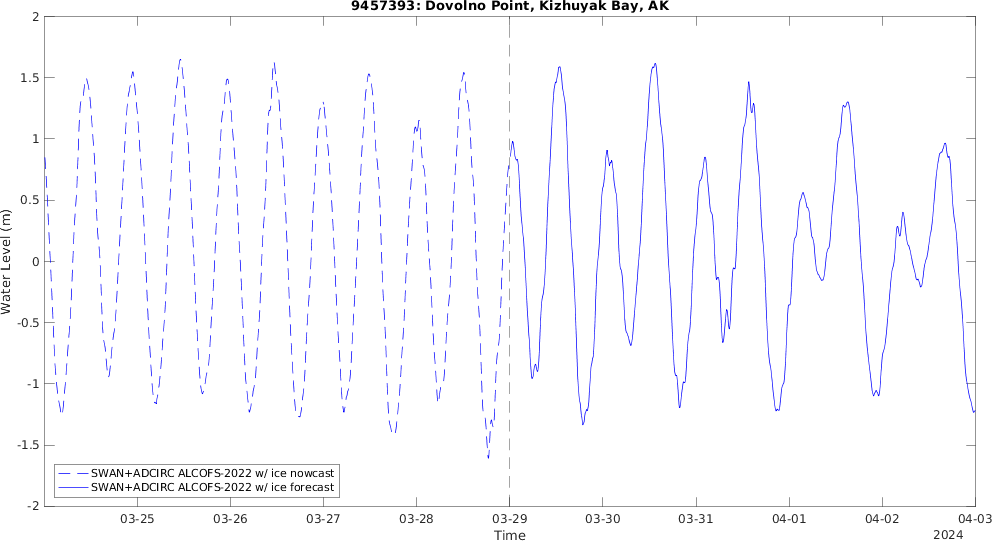 9457393: Dovolno Point, Kizhuyak Bay, AK
Water Level (m)
2
1.5
1
0.5
0
-0.5
-1
-1.5
-2
SWAN+ADCIRC ALCOFS-2022 w/ ice nowcast
SWAN+ADCIRC ALCOFS-2022 w/ ice forecast
03-25 03-26 03-27 03-28 03-29 03-30 03-31 04-01 04-02 04-03
Time
2024